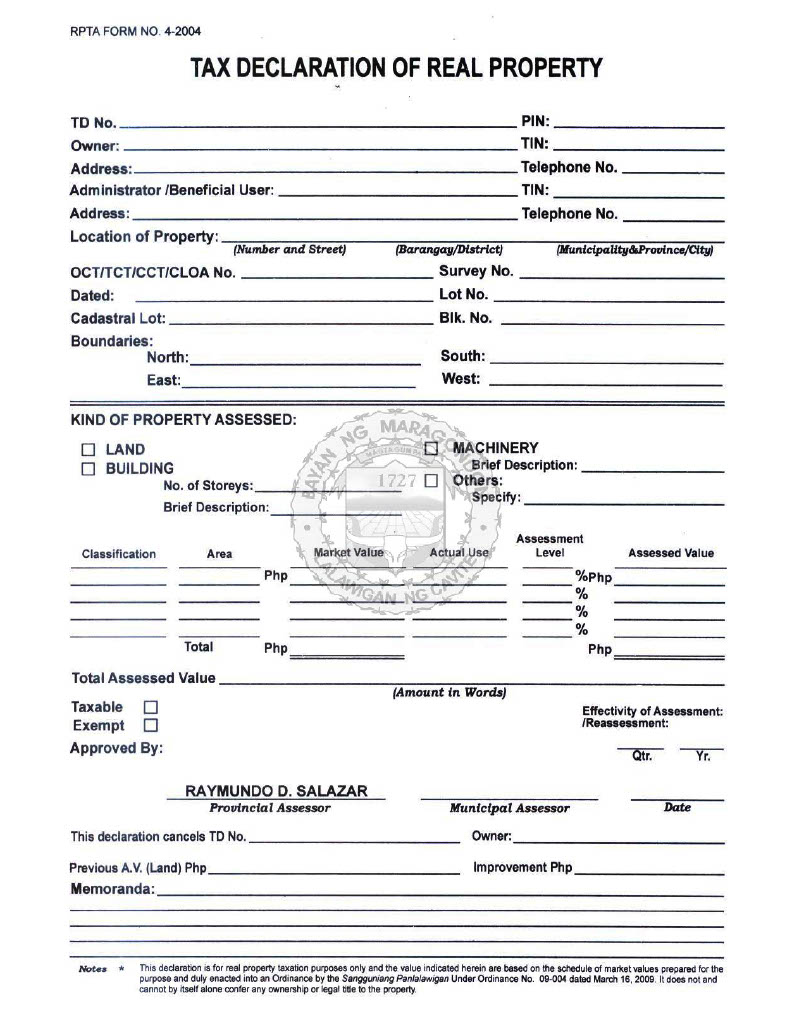 RPTA FORM NO. 4-2004
TAX DECLARATION OF REAL PROPERTY
TD No. PIN:
Owner: TIN:
Address: Telephone No.
Administrator /Beneficial User: TIN:
Address: Telephone No.
Location of Property:
(Number and Street) (Barangay/District) (Municipality&Province/City)
OCT/TCT/CCT/CLOA No. Survey No.
Dated: Lot No.
Cadastral Lot: Blk. No.
Boundaries:
North: South:
East: West:
KIND OF PROPERTY ASSESSED:
LAND MACHINERY
BUILDING Brief Description:
No. of Storeys: Others:
Specify:
Brief Description:
BAYAN NG
1727
LALAWIGAN NG CAVITE
Assessment
Classification Area Market Value Actual Use Level Assessed Value
Php %Php
%
%
%
Total Php Php
Total Assessed Value
(Amount in Words)
Taxable
Exempt
Effectivity of Assessment:
/Reassessment:
Approved By:
Qtr. Yr.
RAYMUNDO D. SALAZAR
Provincial Assessor Municipal Assessor Date
This declaration cancels TD No. Owner:
Previous A.V. (Land) Php Improvement Php
Memoranda:
Notes * This declaration is for real property taxation purposes only and the value indicated herein are based on the schedule of market values prepared for the
purpose and duly enacted into an Ordinance by the Sangguniang Panlalawigan Under Ordinance No. 09-004 dated March 16, 2009. It does not and
cannot by itself alone confer any ownership or legal title to the property.